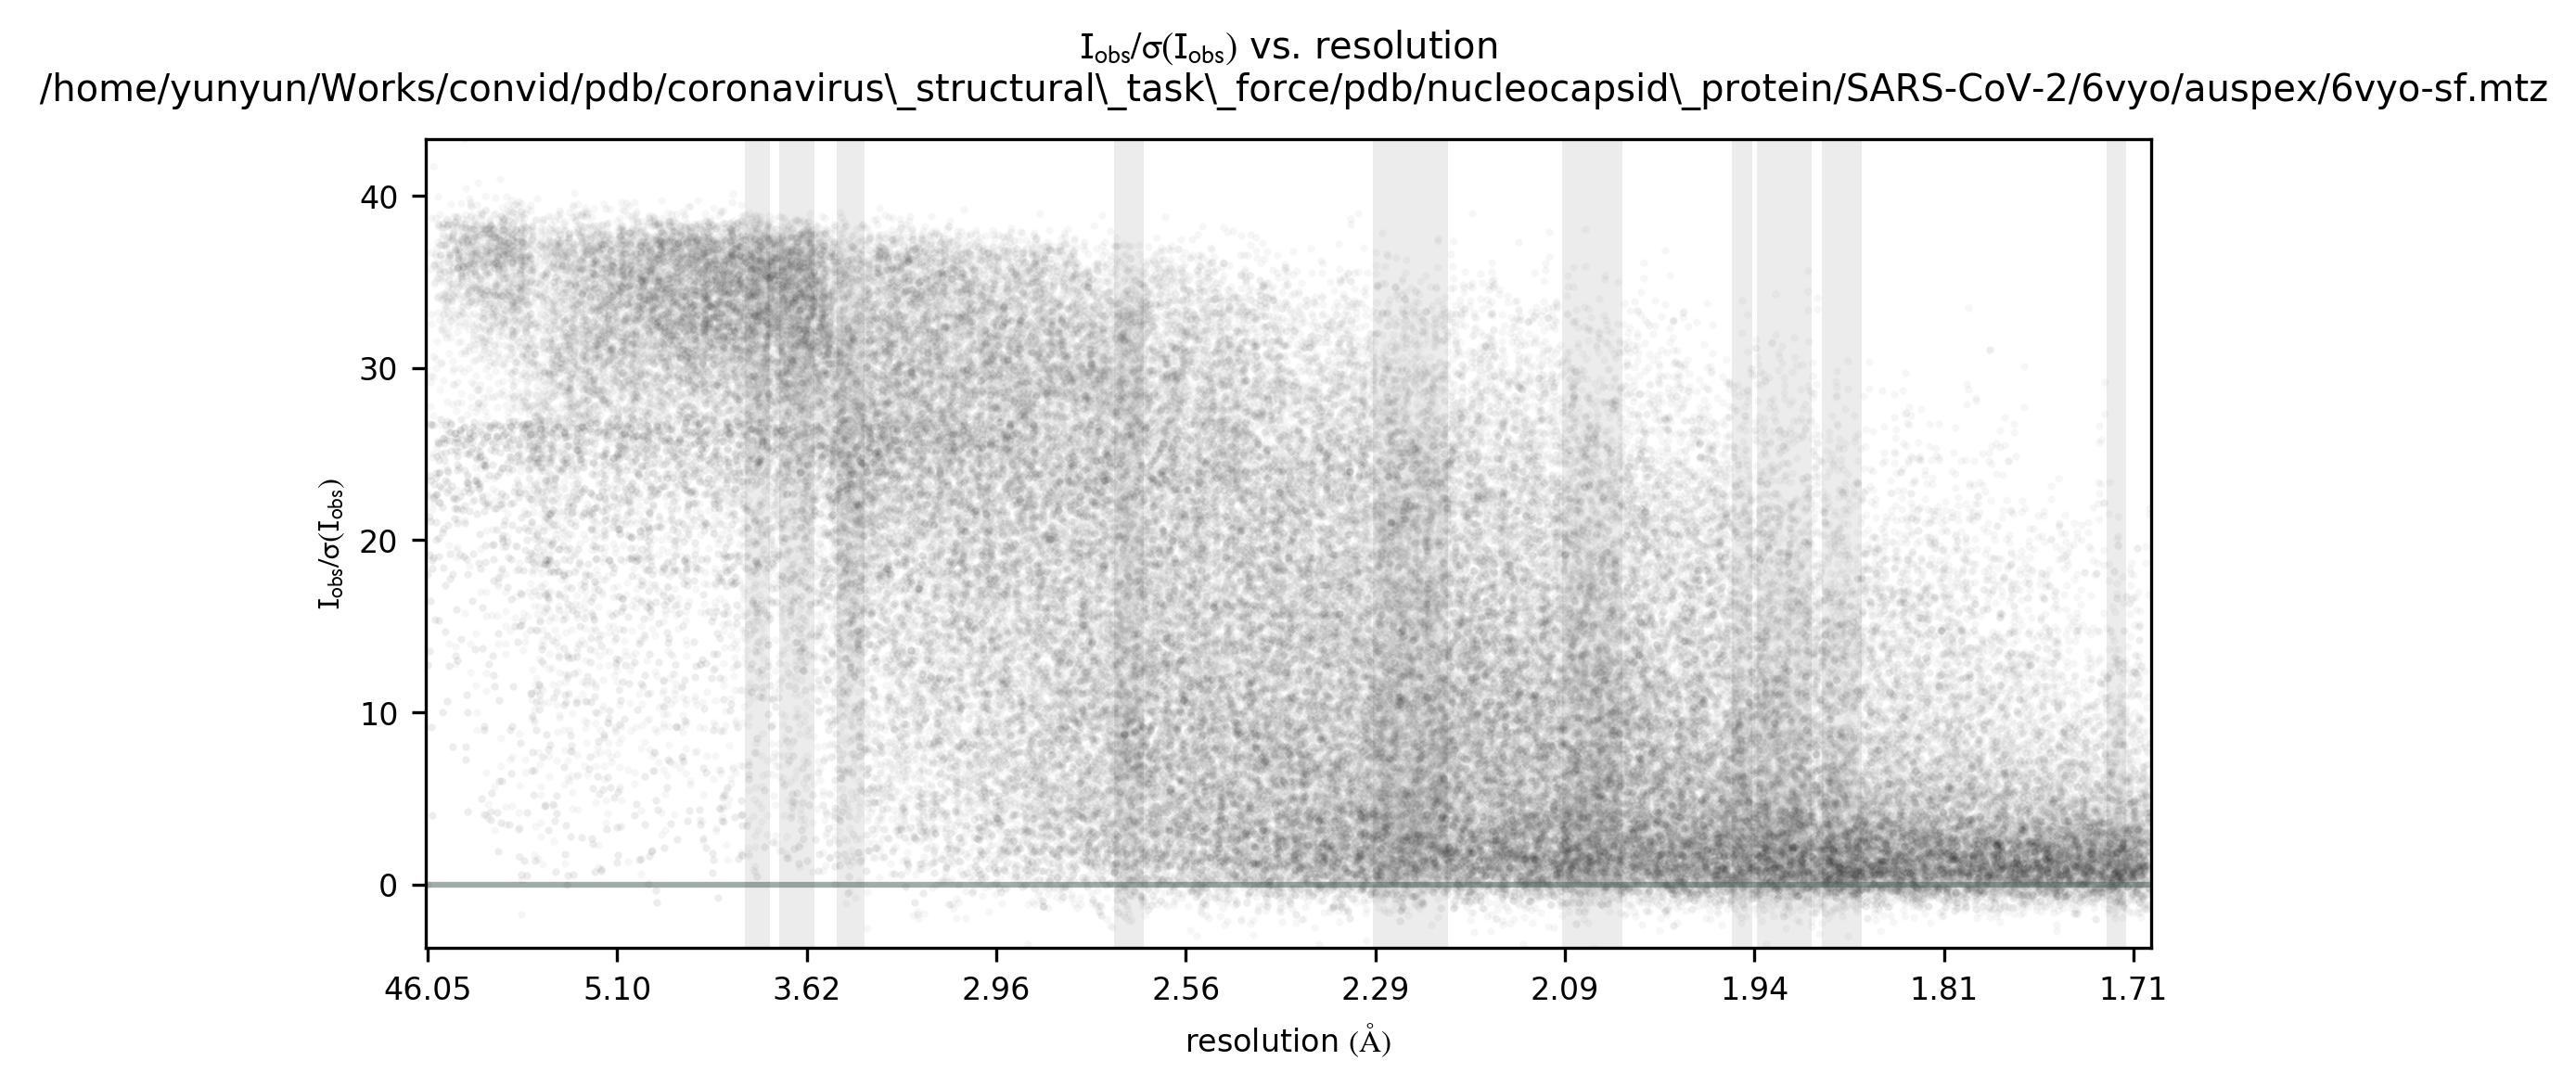 Iobs/σ(Iobs) vs. resolution
/home/yunyun/Works/convid/pdb/coronavirus\_structural\_task\_force/pdb/nucleocapsid\_protein/SARS-CoV-2/6vyo/auspex/6vyo-sf.mtz
Iobs/σ(Iobs)
40
30
20
10
0
46.05 5.10 3.62 2.96 2.56 2.29 2.09 1.94 1.81 1.71
resolution (Å)